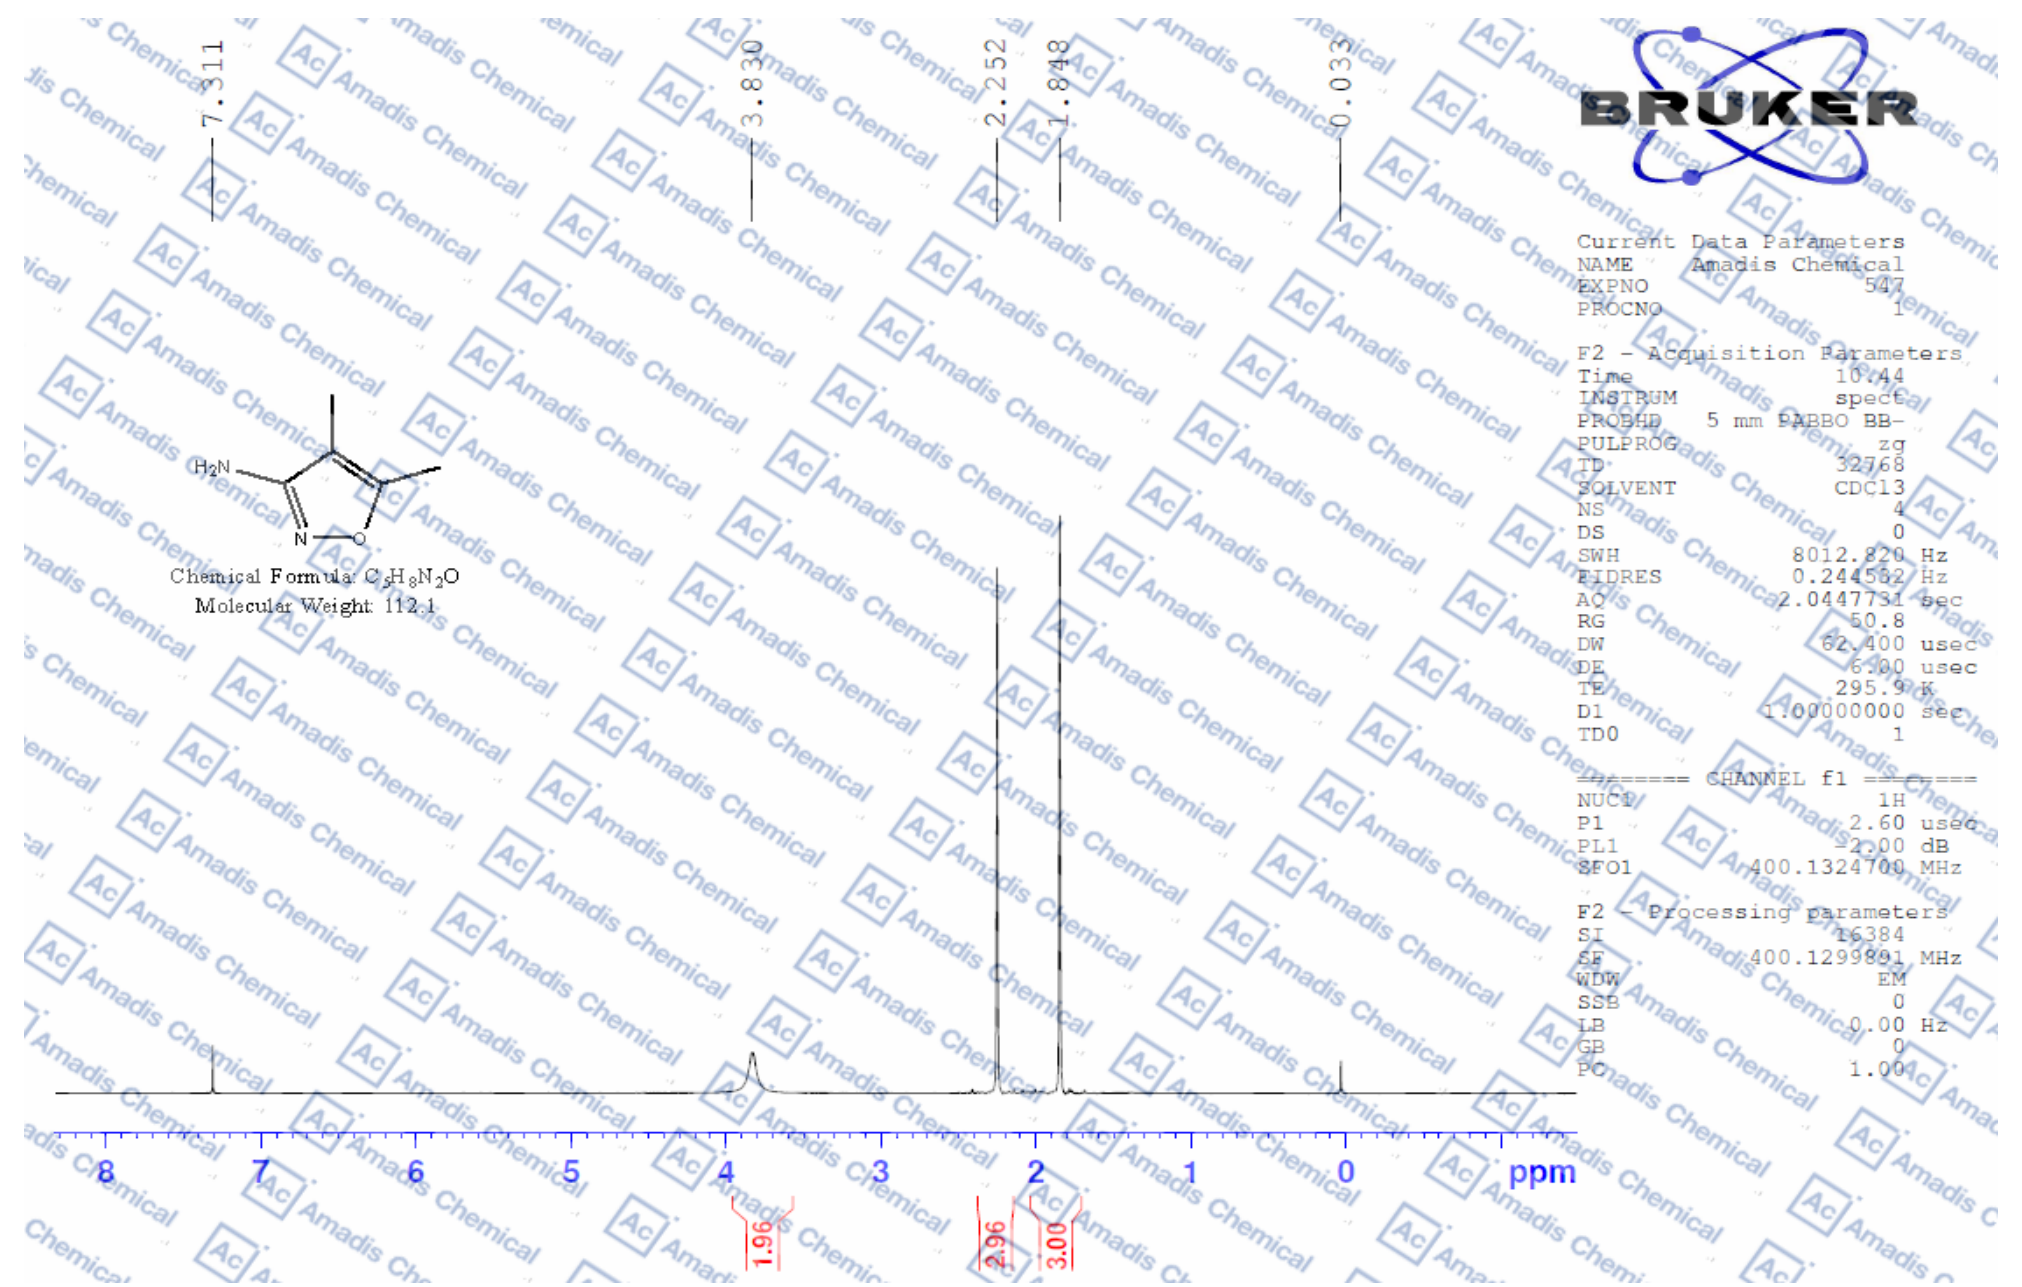 7.311
3.830
2.252
1.848
0.033
BRUKER
Current Data Parameters
NAME Amadis Chemical
EXPNO 547
PROCNO 1
F2 - Acquisition Parameters
Time 10.44
INSTRUM spect
PROBHD 5 mm PABBO BB-
PULPROG zg
TD 32768
SOLVENT CDCl3
NS 4
DS 0
SWH 8012.820 Hz
FIDRES 0.244532 Hz
AQ 2.0447731 sec
RG 50.8
DW 62.400 usec
DE 6.00 usec
TE 295.9 K
D1 1.00000000 sec
TD0 1
======== CHANNEL f1 ========
NUC1 1H
P1 2.60 usec
PL1 -2.00 dB
SFO1 400.1324700 MHz
F2 - Processing parameters
SI 16384
SF 400.1299891 MHz
WDW EM
SSB 0
LB 0.00 Hz
GB 0
PC 1.00
H2N
N O
Chemical Formula: C5H8N2O
Molecular Weight: 112.1
8 7 6 5 4 3 2 1 0 ppm
1.96
2.96
3.00
Ac Amadis Chemical